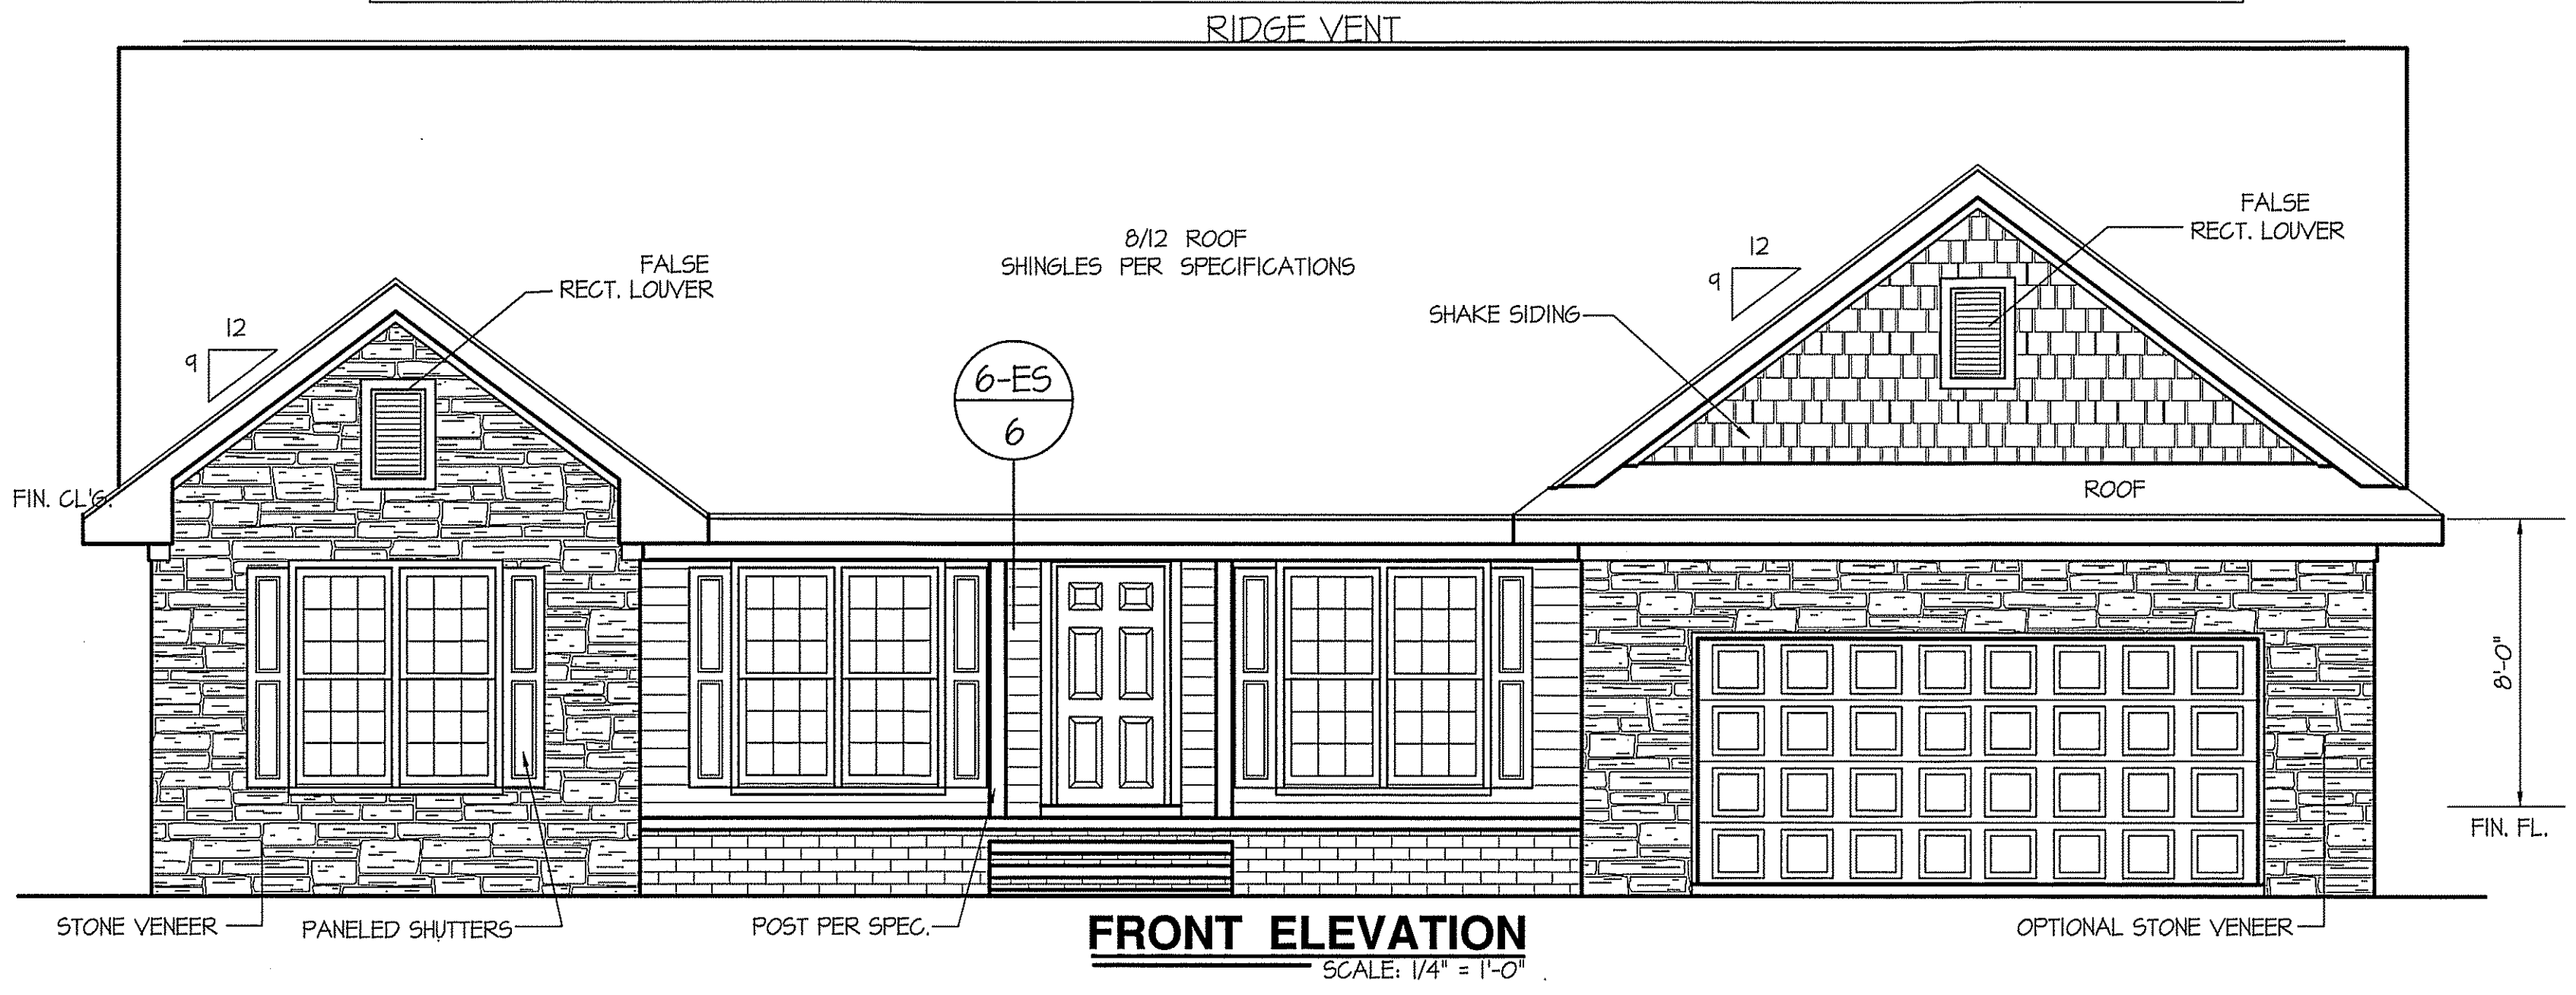 RIDGE VENT
FALSE
RECT. LOUVER
8/12 ROOF
SHINGLES PER SPECIFICATIONS
FALSE
RECT. LOUVER
12
9
SHAKE SIDING
12
9
6-ES
6
FIN. CL'G.
ROOF
8'-0"
FIN. FL.
STONE VENEER
PANELED SHUTTERS
POST PER SPEC.
OPTIONAL STONE VENEER
FRONT ELEVATION
SCALE: 1/4" = 1'-0"